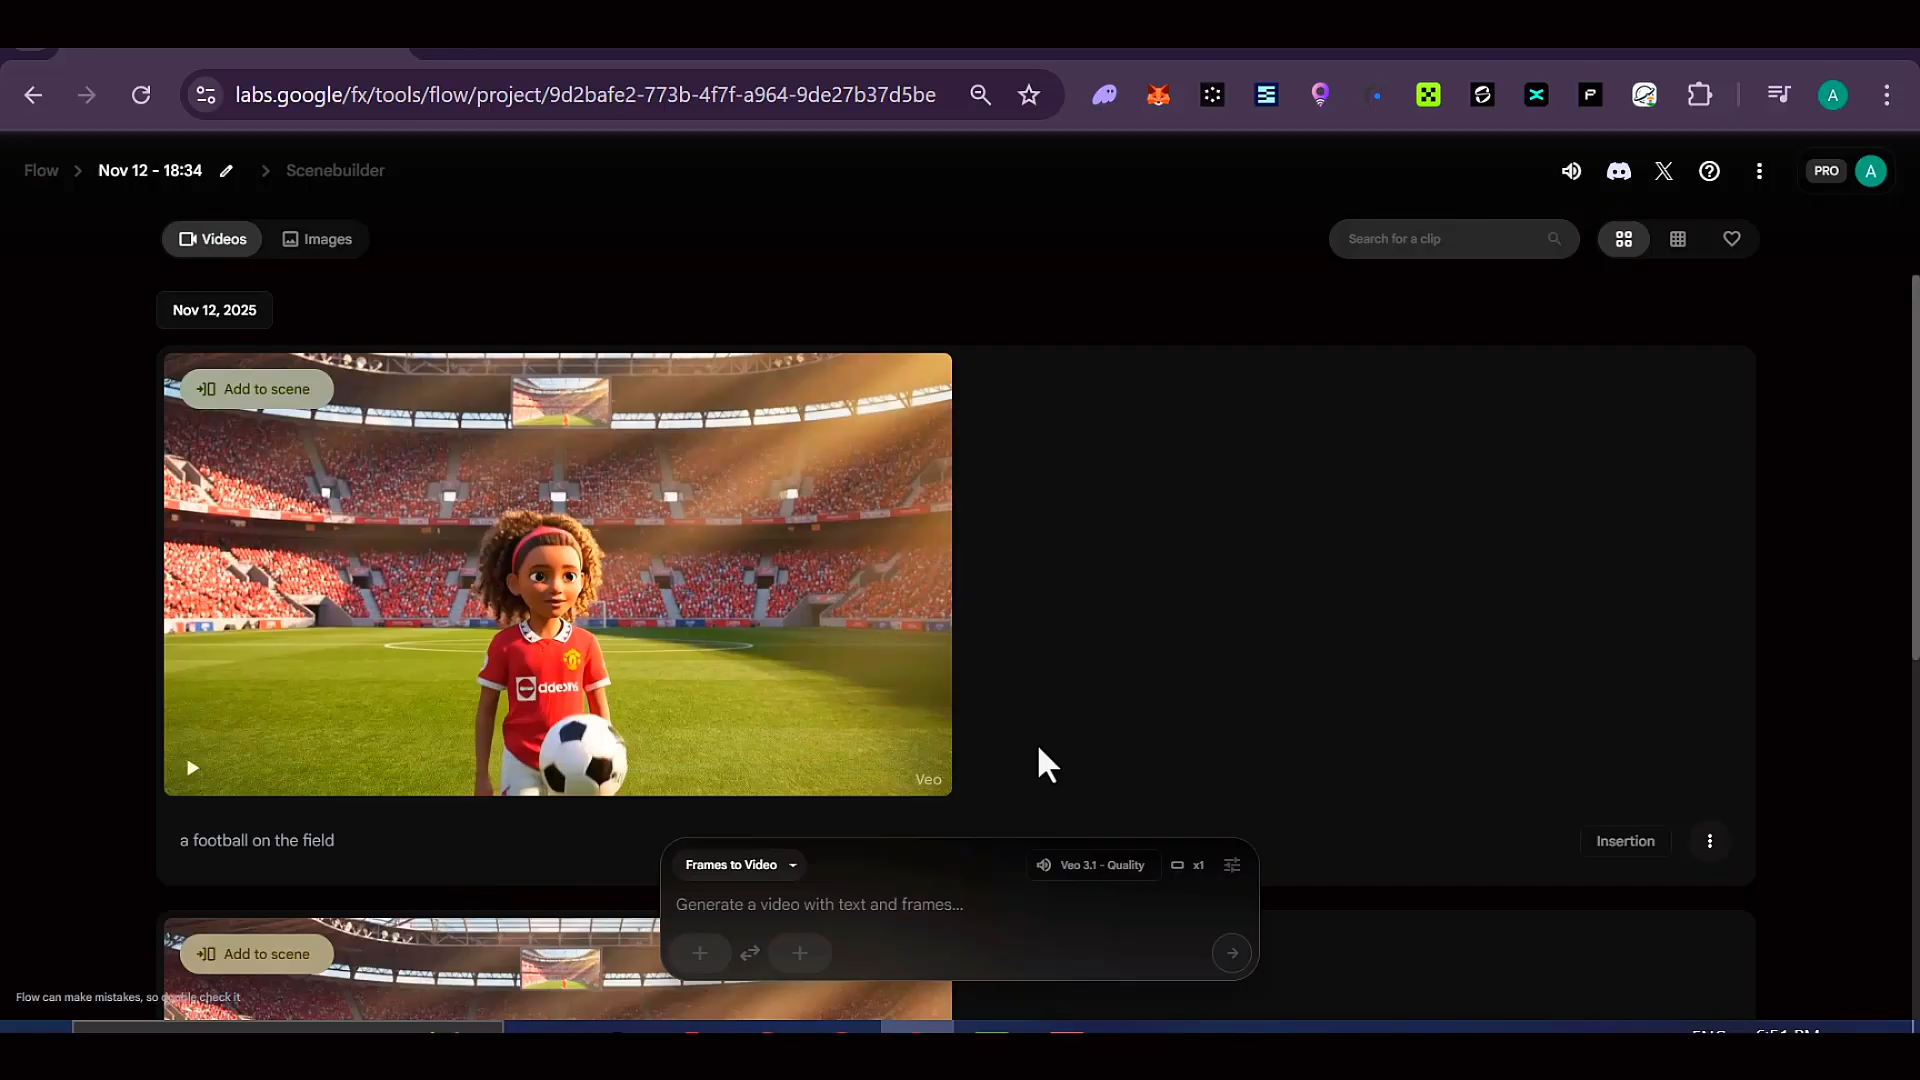 labs.google/fx/tools/flow/project/9d2bafe2-773b-4f7f-a964-9de27b37d5be
A
Flow
Nov 12 - 18:34
Scenebuilder
PRO
A
Videos
Images
Search for a clip
Nov 12, 2025
Add to scene
Veo
a football on the field
Insertion
Frames to Video
Veo 3.1 - Quality
x1
Generate a video with text and frames...
Add to scene
Flow can make mistakes, so double check it